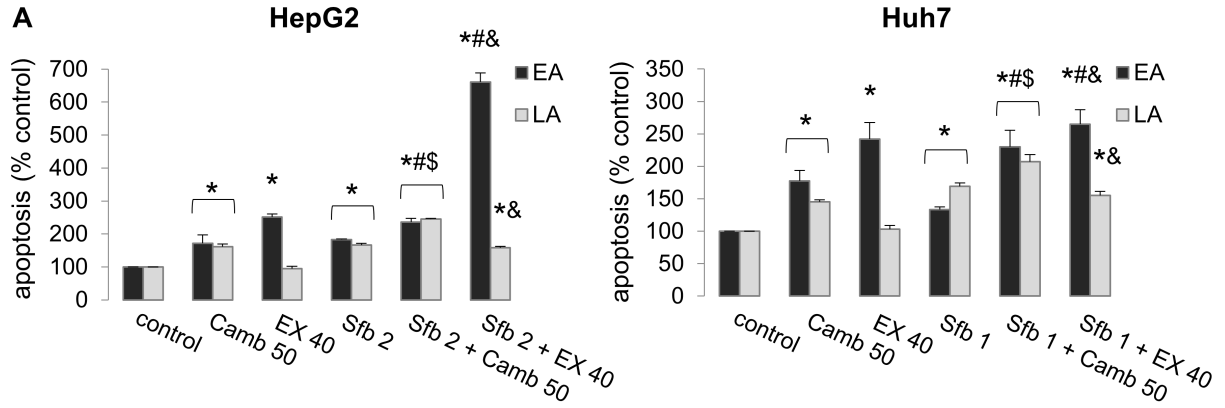 A
HepG2
apoptosis (% control)
700
600
500
400
300
200
100
0
*
*
*
*#$
*#&
*&
EA
LA
control
Camb 50
EX 40
Sfb 2
Sfb 2 + Camb 50
Sfb 2 + EX 40
Huh7
apoptosis (% control)
350
300
250
200
150
100
50
0
*
*
*
*#$
*#&
*&
EA
LA
control
Camb 50
EX 40
Sfb 1
Sfb 1 + Camb 50
Sfb 1 + EX 40